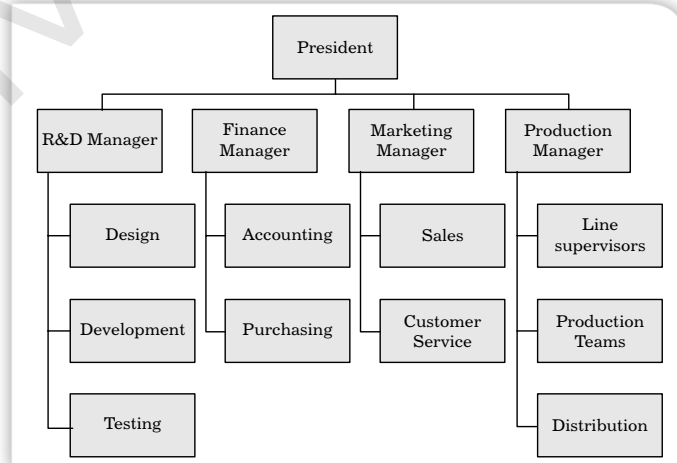 President
R&D Manager
Finance
Manager
Marketing
Manager
Production
Manager
Design
Accounting
Sales
Line
supervisors
Development
Purchasing
Customer
Service
Production
Teams
Testing
Distribution